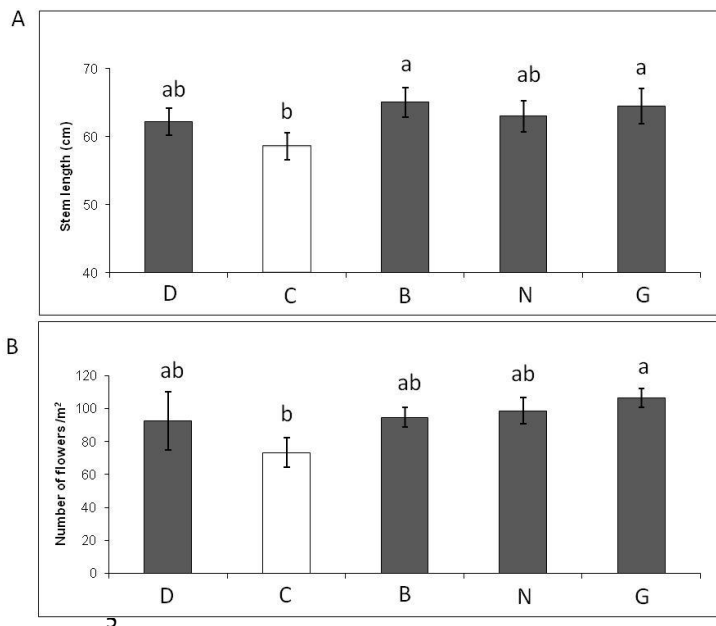 A
70
60
50
40
Stem length (cm)
ab
b
a
ab
a
D C B N G
B
120
100
80
60
40
20
0
Number of flowers /m²
ab
b
ab
ab
a
D C B N G